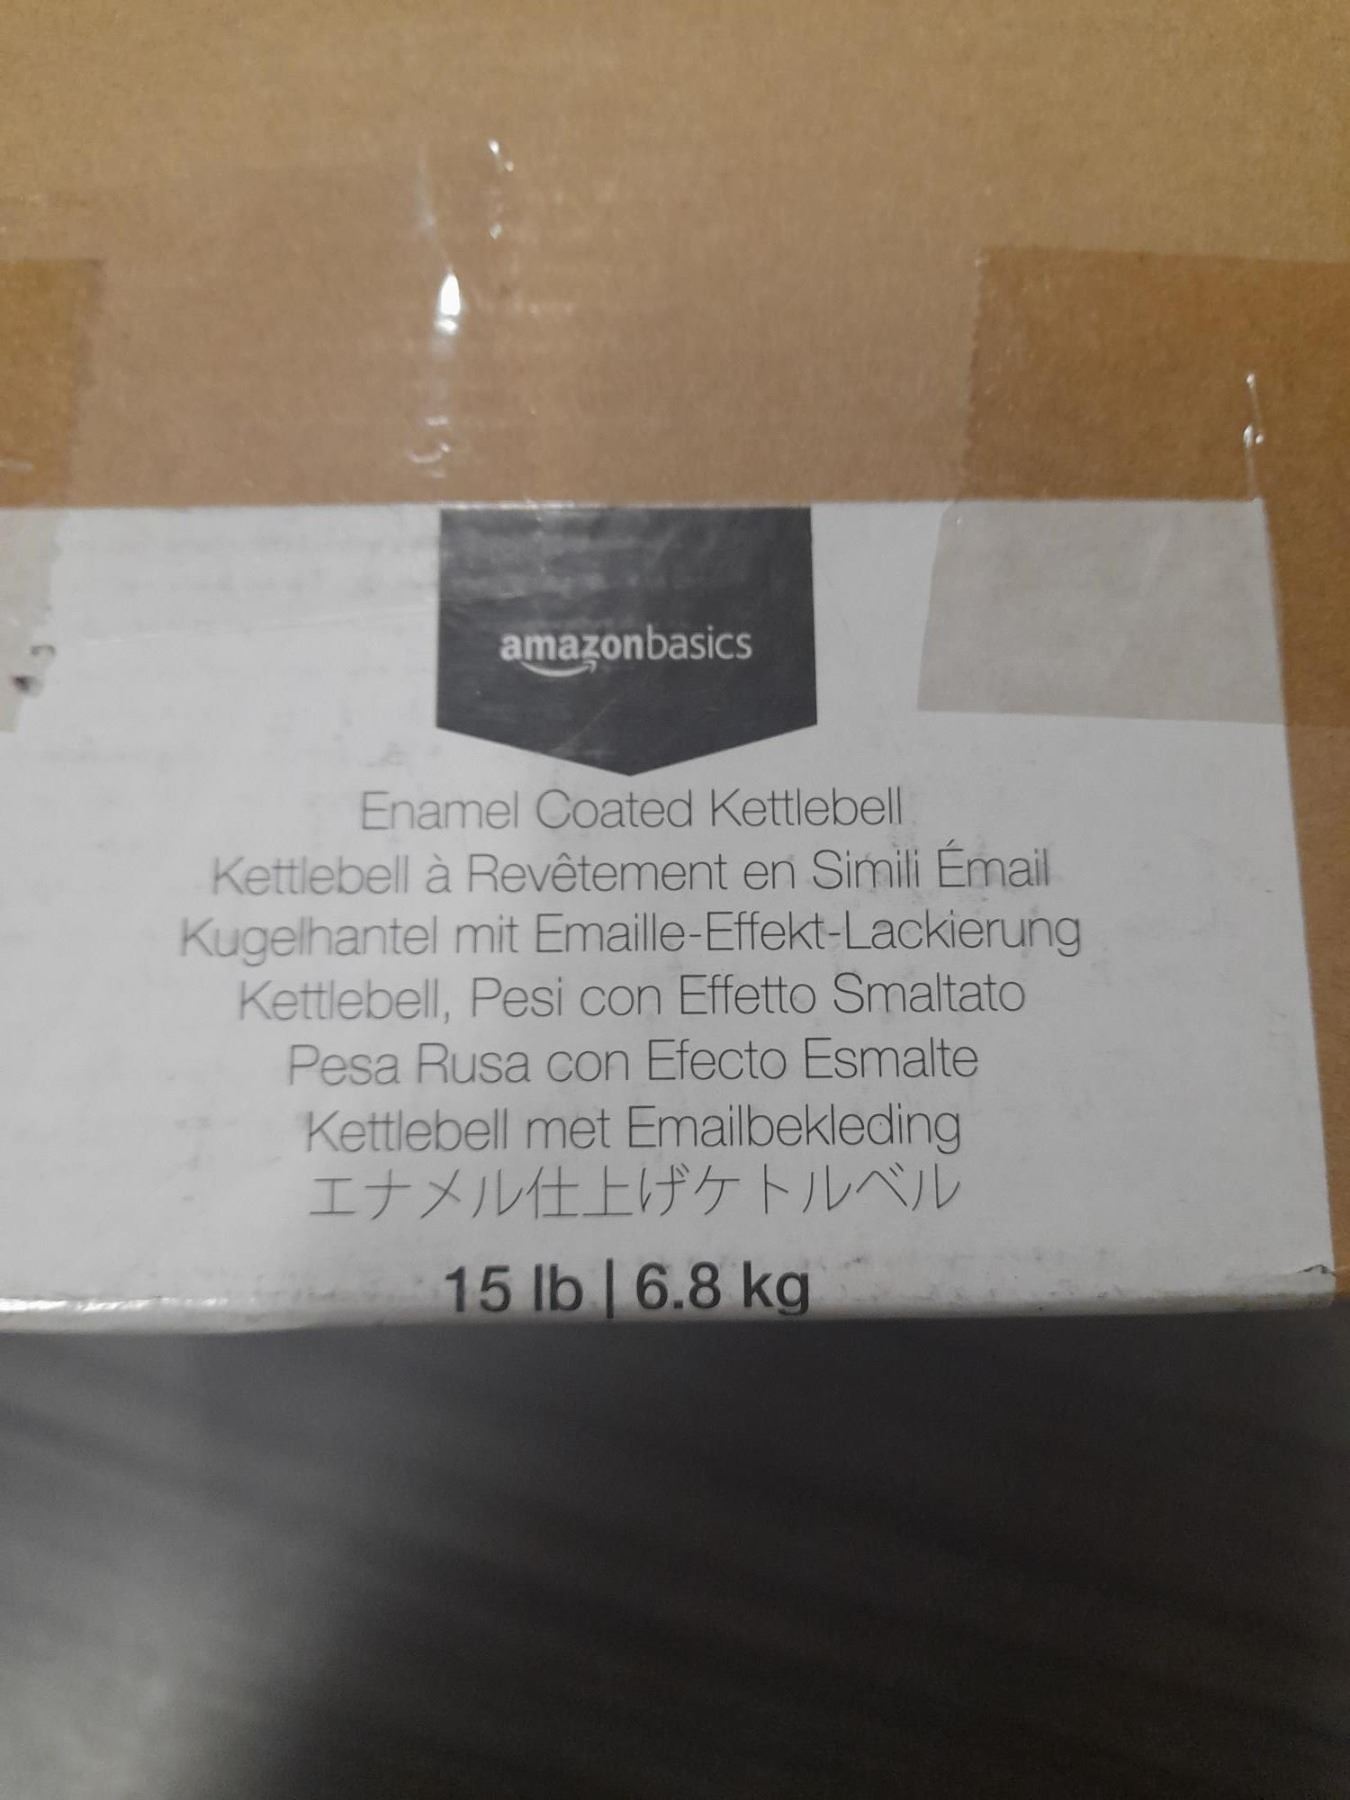 amazonbasics
Enamel Coated Kettlebell
Kettlebell à Revêtement en Simili Émail
Kugelhantel mit Emaille-Effekt-Lackierung
Kettlebell, Pesi con Effetto Smaltato
Pesa Rusa con Efecto Esmalte
Kettlebell met Emailbekleding
エナメル仕上げケトルベル
15 lb | 6.8 kg